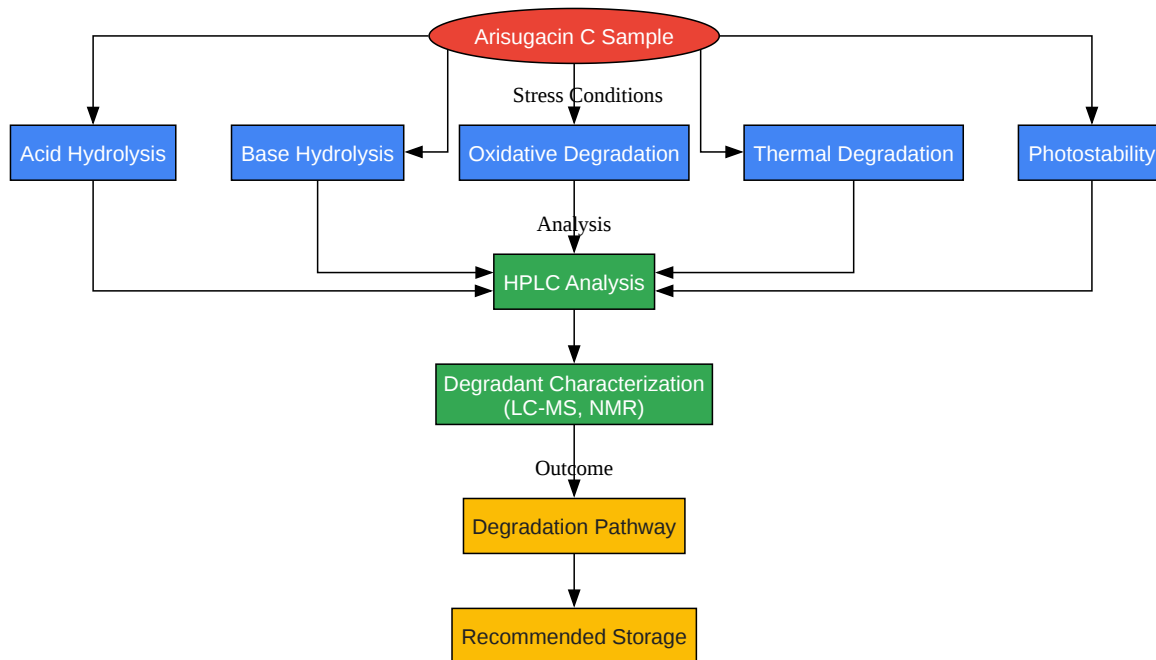 Arisugacin C Sample
Stress Conditions
Acid Hydrolysis
Base Hydrolysis
Oxidative Degradation
Thermal Degradation
Photostability
Analysis
HPLC Analysis
Degradant Characterization
(LC-MS, NMR)
Outcome
Degradation Pathway
Recommended Storage